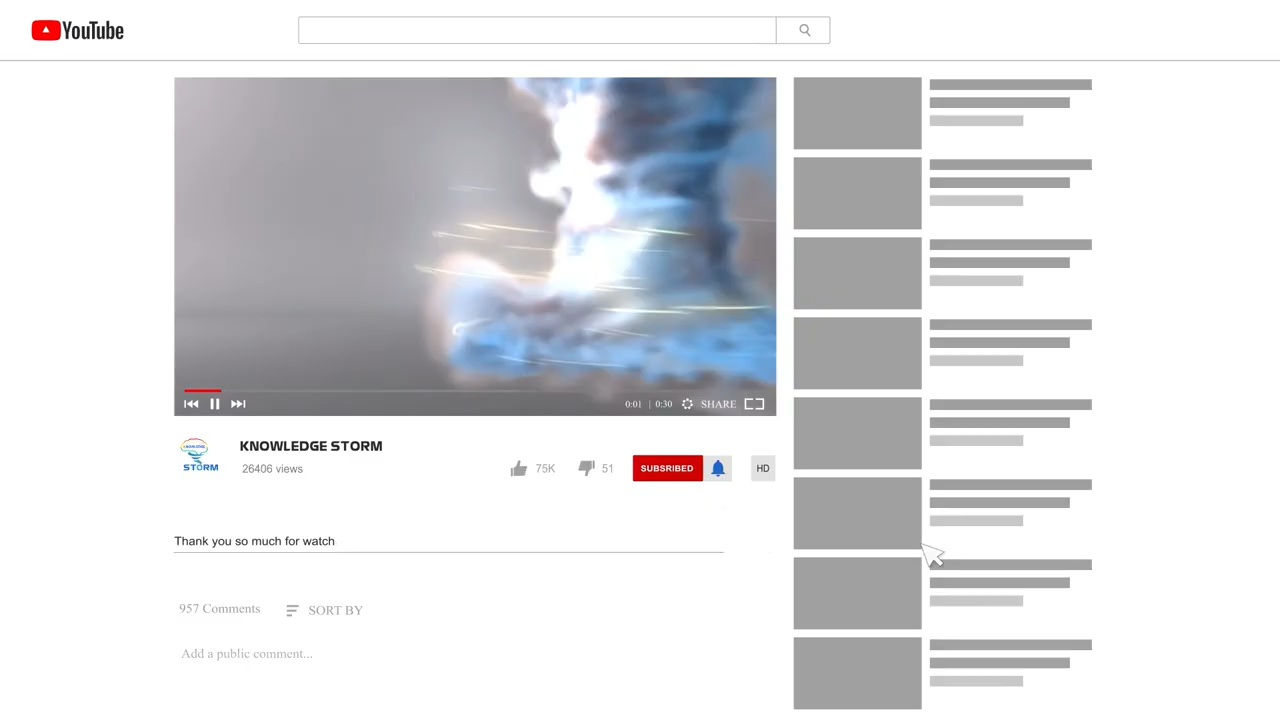 YouTube
0:01 | 0:30 SHARE
KNOWLEDGE STORM
KNOWLEDGE
STORM
26406 views
75K
51
SUBSRIBED
HD
Thank you so much for watch
957 Comments
SORT BY
Add a public comment...